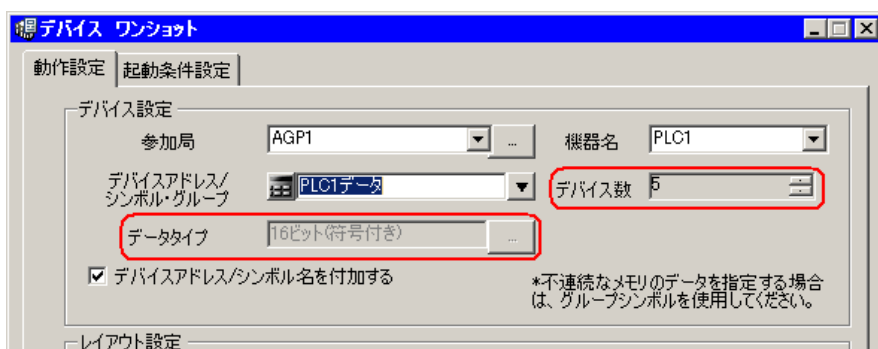 デバイス ワンショット
動作設定 起動条件設定
デバイス設定
参加局 AGP1 ... 機器名 PLC1
デバイスアドレス/
シンボル・グループ PLC1データ デバイス数 5
データタイプ 16ビット(符号付き) ...
デバイスアドレス/シンボル名を付加する
*不連続なメモリのデータを指定する場合
は、グループシンボルを使用してください。
レイアウト設定